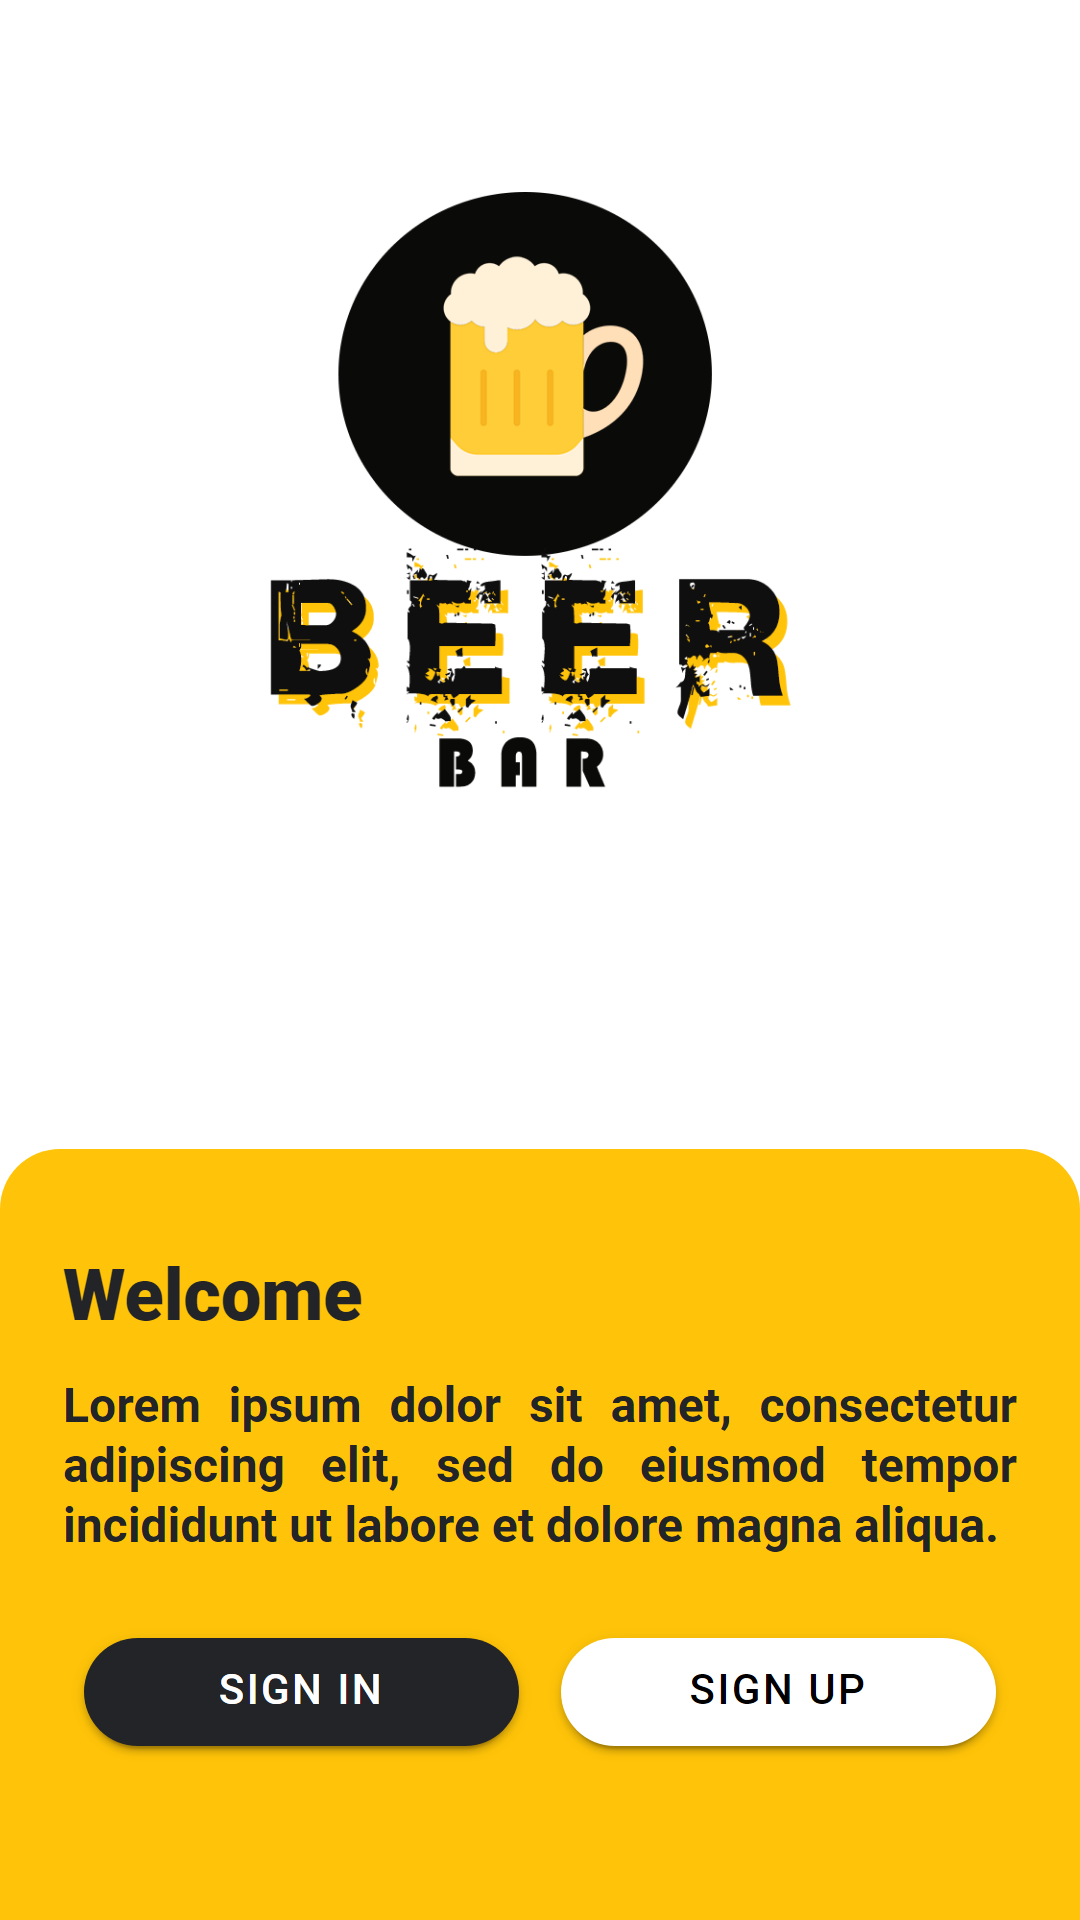 BEER
BAR
Welcome
Lorem ipsum dolor sit amet, consectetur
adipiscing elit, sed do eiusmod tempor
incididunt ut labore et dolore magna aliqua.
SIGN IN
SIGN UP